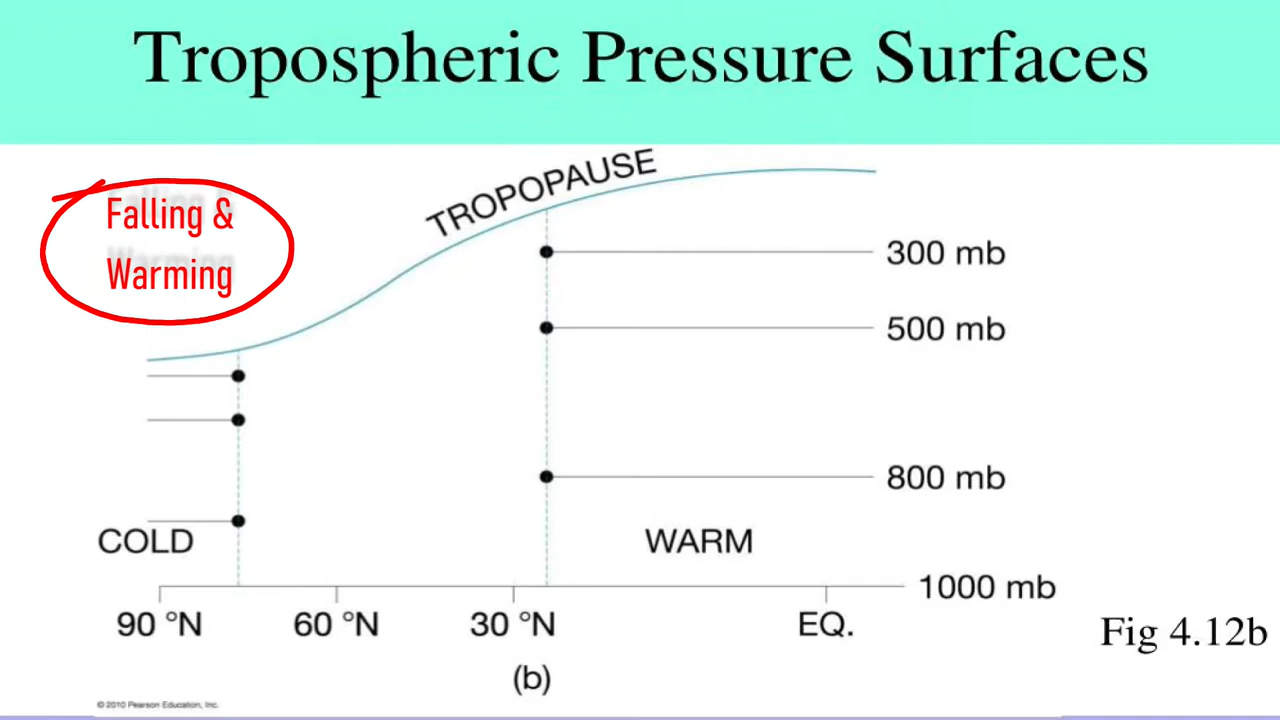 Tropospheric Pressure Surfaces
TROPOPAUSE
Falling &
Warming
300 mb
500 mb
800 mb
COLD
WARM
1000 mb
90 °N
60 °N
30 °N
EQ.
Fig 4.12b
(b)
© 2010 Pearson Education, Inc.